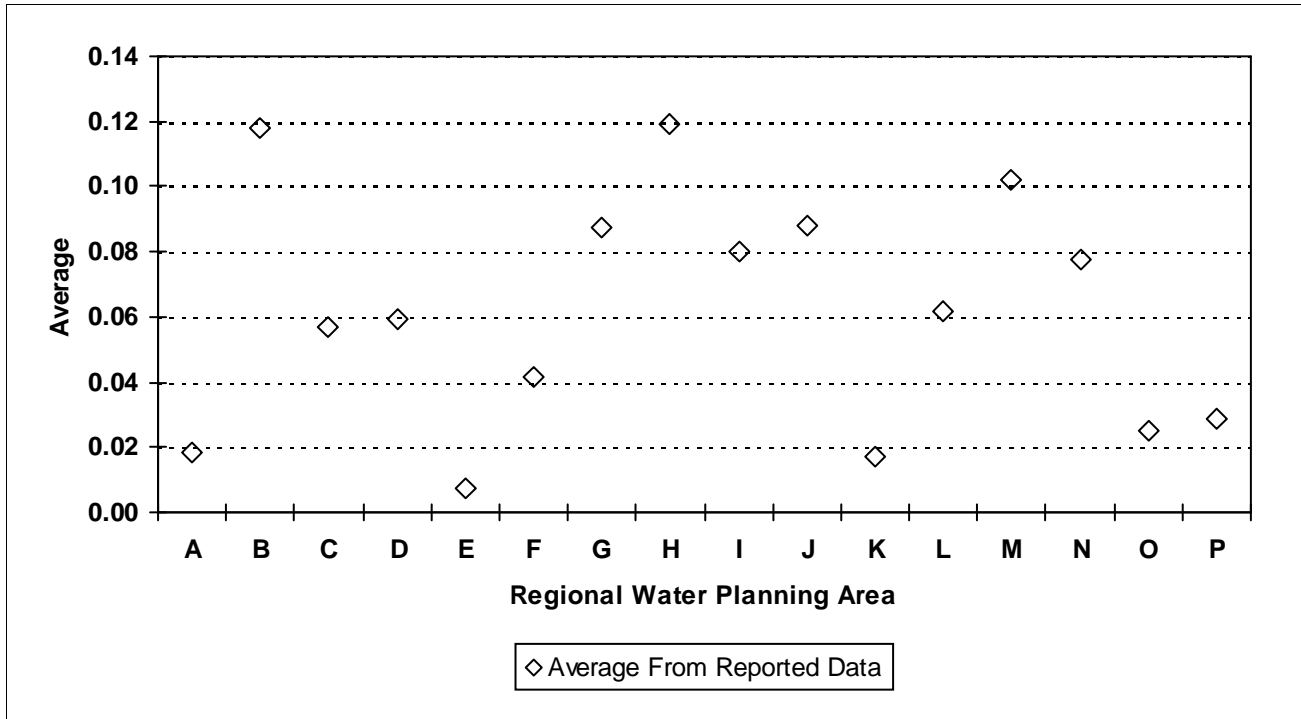 0.14
0.12
0.10
0.08
0.06
0.04
0.02
0.00
Average
A B C D E F G H I J K L M N O P
Regional Water Planning Area
Average From Reported Data